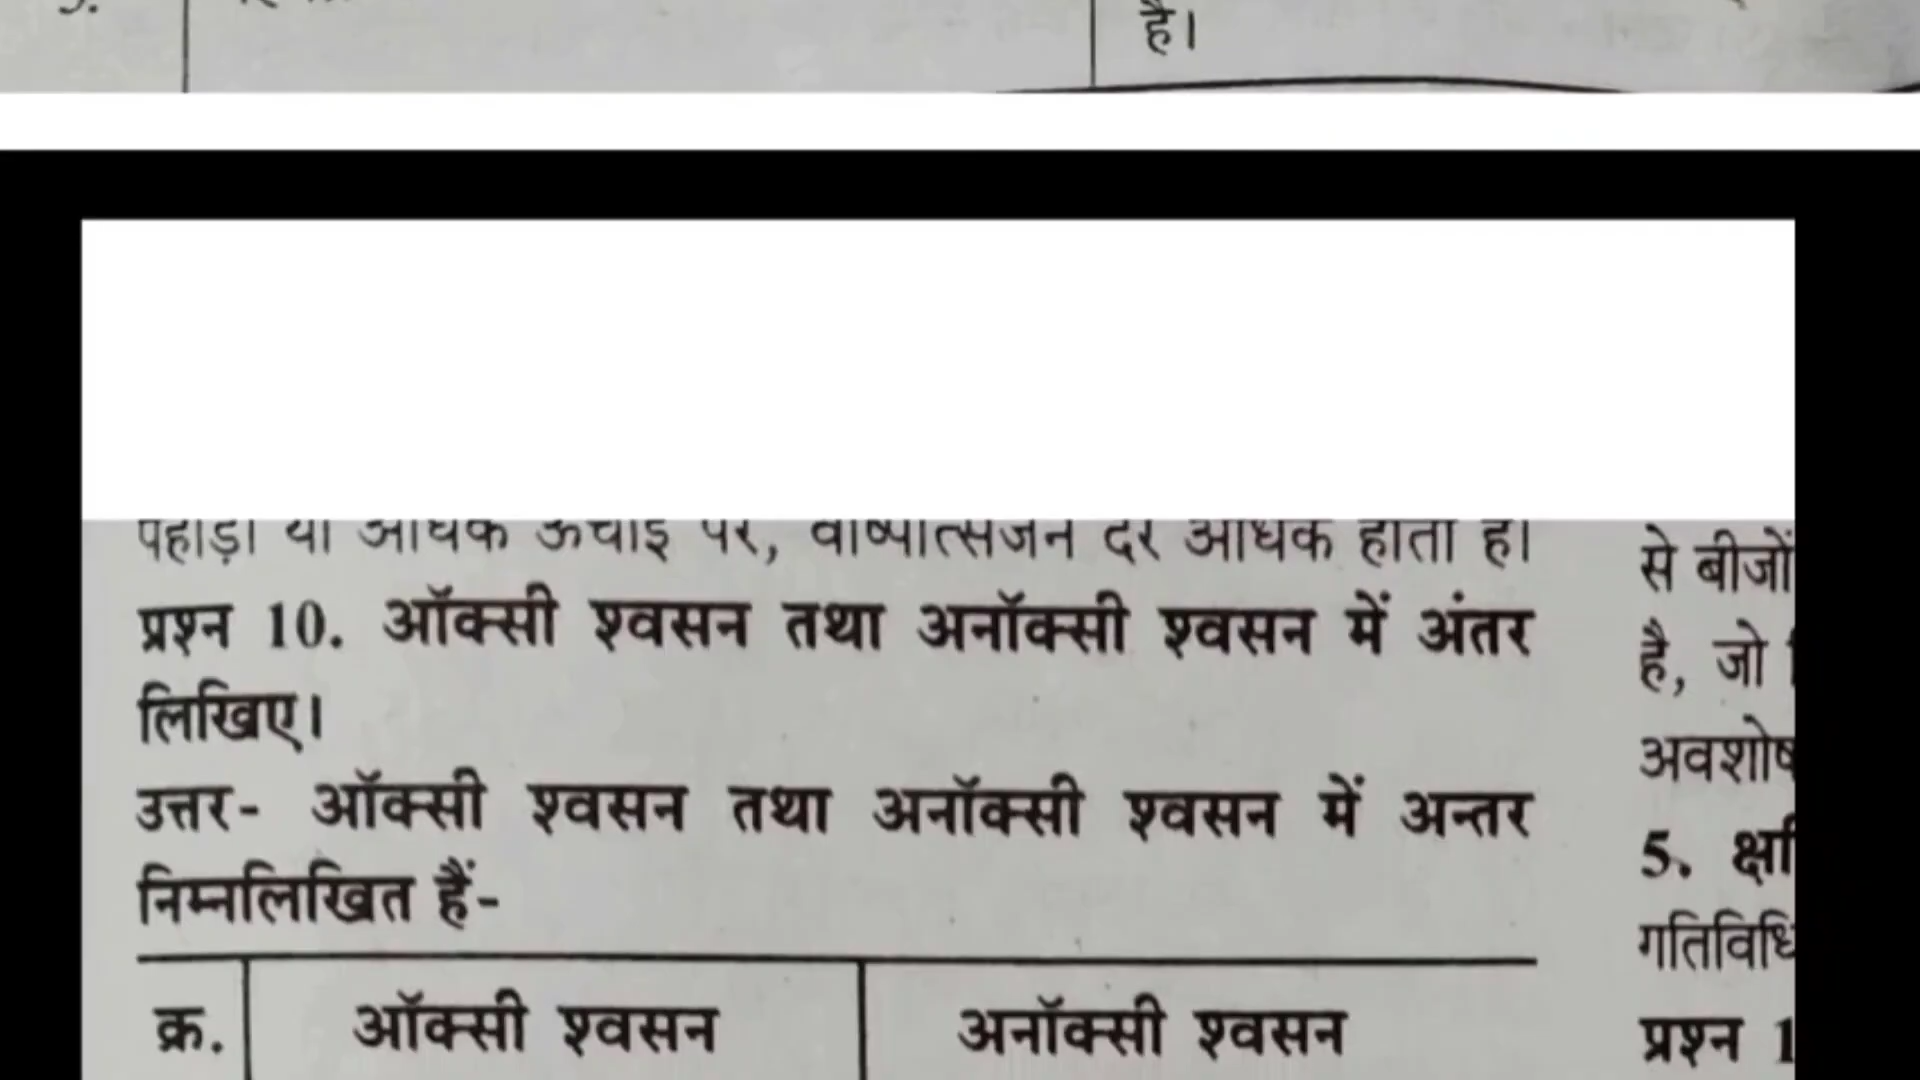 है।
पहाड़ों या अधिक ऊँचाई पर, वाष्पोत्सर्जन दर अधिक होती है।
प्रश्न 10. ऑक्सी श्वसन तथा अनॉक्सी श्वसन में अंतर
लिखिए।
उत्तर- ऑक्सी श्वसन तथा अनॉक्सी श्वसन में अन्तर
निम्नलिखित हैं-
क्र. ऑक्सी श्वसन अनॉक्सी श्वसन
से बीजों
है, जो
अवशोष
5.
गतिविधि
प्रश्न 1